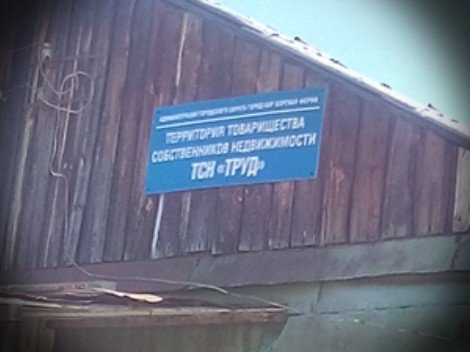 АДМИНИСТРАЦИЯ ГОРОДСКОГО ОКРУГА
ТЕРРИТОРИЯ ТОВАРИЩЕСТВА
СОБСТВЕННИКОВ НЕДВИЖИМОСТИ
ТСН «ТРУД»